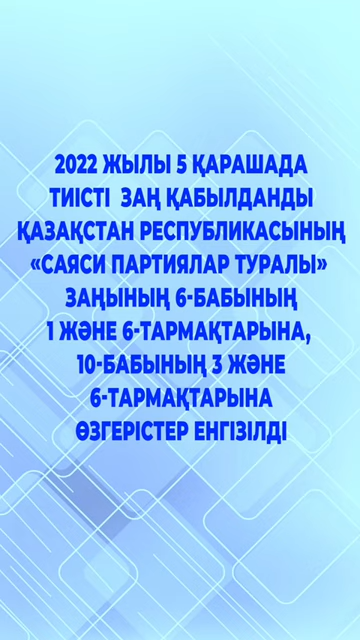 2022 ЖЫЛЫ 5 ҚАРАШАДА
ТИІСТІ ЗАҢ ҚАБЫЛДАНДЫ
ҚАЗАҚСТАН РЕСПУБЛИКАСЫНЫҢ
«САЯСИ ПАРТИЯЛАР ТУРАЛЫ»
ЗАҢЫНЫҢ 6-БАБЫНЫҢ
1 ЖӘНЕ 6-ТАРМАҚТАРЫНА,
10-БАБЫНЫҢ 3 ЖӘНЕ
6-ТАРМАҚТАРЫНА
ӨЗГЕРІСТЕР ЕНГІЗІЛДІ